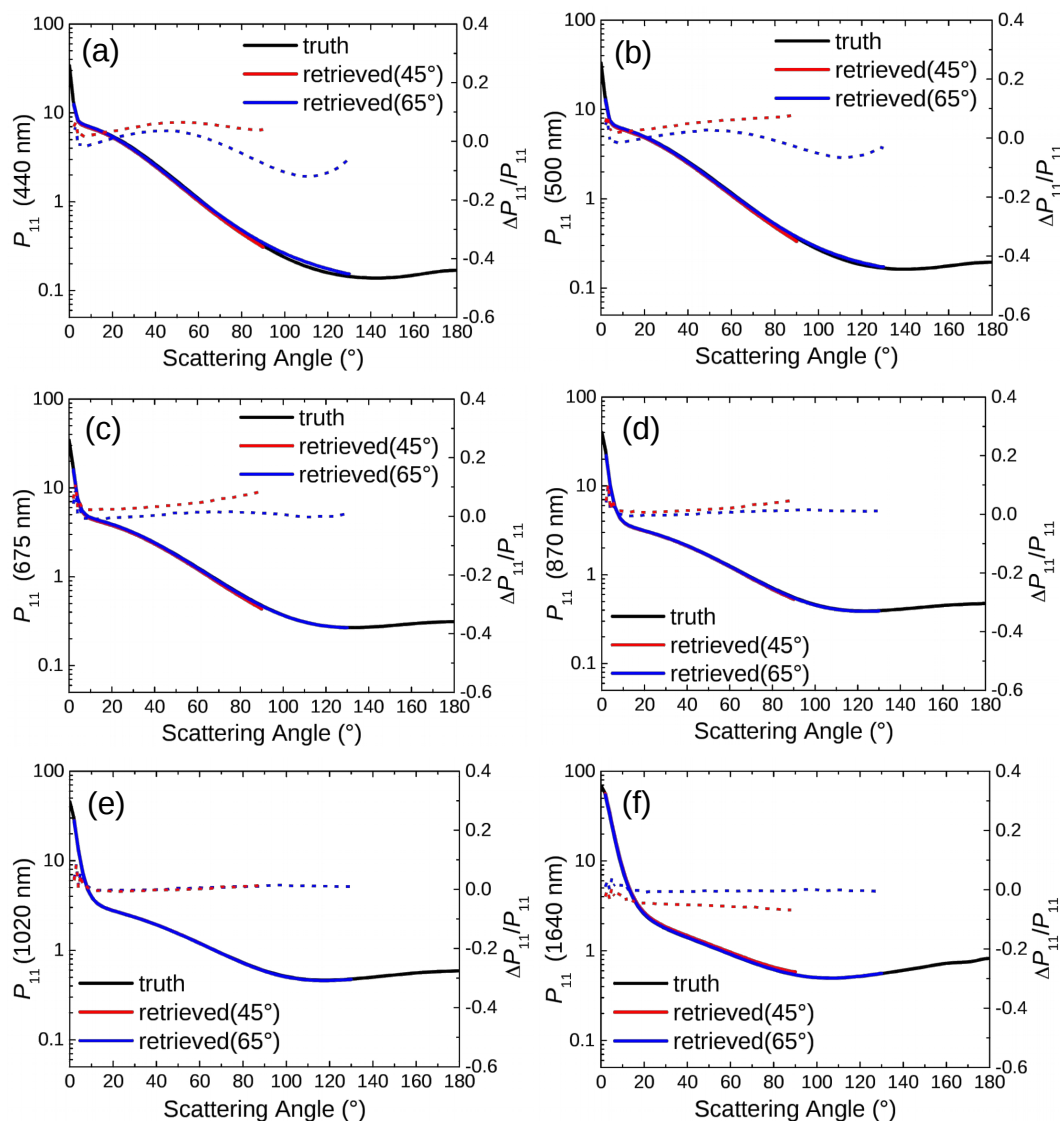 (a)
truth
retrieved(45°)
retrieved(65°)
100
10
1
0.1
0.4
0.2
0.0
-0.2
-0.4
-0.6
0 20 40 60 80 100 120 140 160 180
P₁₁ (440 nm)
ΔP₁₁/P₁₁
Scattering Angle (°)
(b)
truth
retrieved(45°)
retrieved(65°)
100
10
1
0.1
0.4
0.2
0.0
-0.2
-0.4
-0.6
0 20 40 60 80 100 120 140 160 180
P₁₁ (500 nm)
ΔP₁₁/P₁₁
Scattering Angle (°)
(c)
truth
retrieved(45°)
retrieved(65°)
100
10
1
0.1
0.4
0.2
0.0
-0.2
-0.4
-0.6
0 20 40 60 80 100 120 140 160 180
P₁₁ (675 nm)
ΔP₁₁/P₁₁
Scattering Angle (°)
(d)
truth
retrieved(45°)
retrieved(65°)
100
10
1
0.1
0.4
0.2
0.0
-0.2
-0.4
-0.6
0 20 40 60 80 100 120 140 160 180
P₁₁ (870 nm)
ΔP₁₁/P₁₁
Scattering Angle (°)
(e)
truth
retrieved(45°)
retrieved(65°)
100
10
1
0.1
0.4
0.2
0.0
-0.2
-0.4
-0.6
0 20 40 60 80 100 120 140 160 180
P₁₁ (1020 nm)
ΔP₁₁/P₁₁
Scattering Angle (°)
(f)
truth
retrieved(45°)
retrieved(65°)
100
10
1
0.1
0.4
0.2
0.0
-0.2
-0.4
-0.6
0 20 40 60 80 100 120 140 160 180
P₁₁ (1640 nm)
ΔP₁₁/P₁₁
Scattering Angle (°)